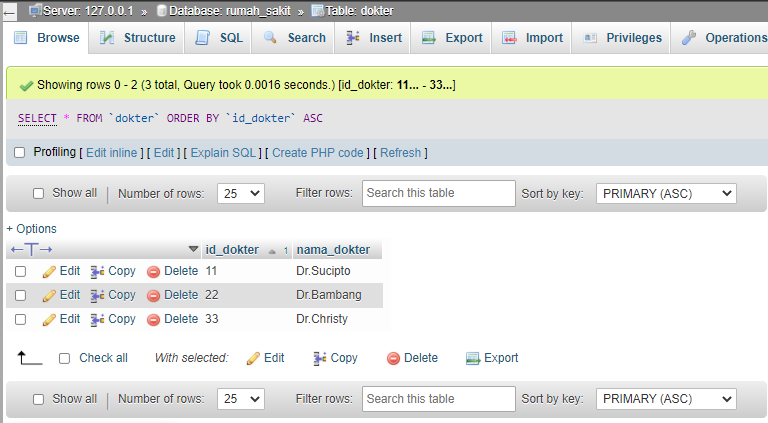 Server: 127.0.0.1 » Database: rumah_sakit » Table: dokter
Browse Structure SQL Search Insert Export Import Privileges Operations
Showing rows 0 - 2 (3 total, Query took 0.0016 seconds.) [id_dokter: 11... - 33...]
SELECT * FROM `dokter` ORDER BY `id_dokter` ASC
Profiling [ Edit inline ] [ Edit ] [ Explain SQL ] [ Create PHP code ] [ Refresh ]
Show all Number of rows: 25 Filter rows: Search this table Sort by key: PRIMARY (ASC)
+ Options
←T→ id_dokter 1 nama_dokter
Edit Copy Delete 11 Dr.Sucipto
Edit Copy Delete 22 Dr.Bambang
Edit Copy Delete 33 Dr.Christy
Check all With selected: Edit Copy Delete Export
Show all Number of rows: 25 Filter rows: Search this table Sort by key: PRIMARY (ASC)